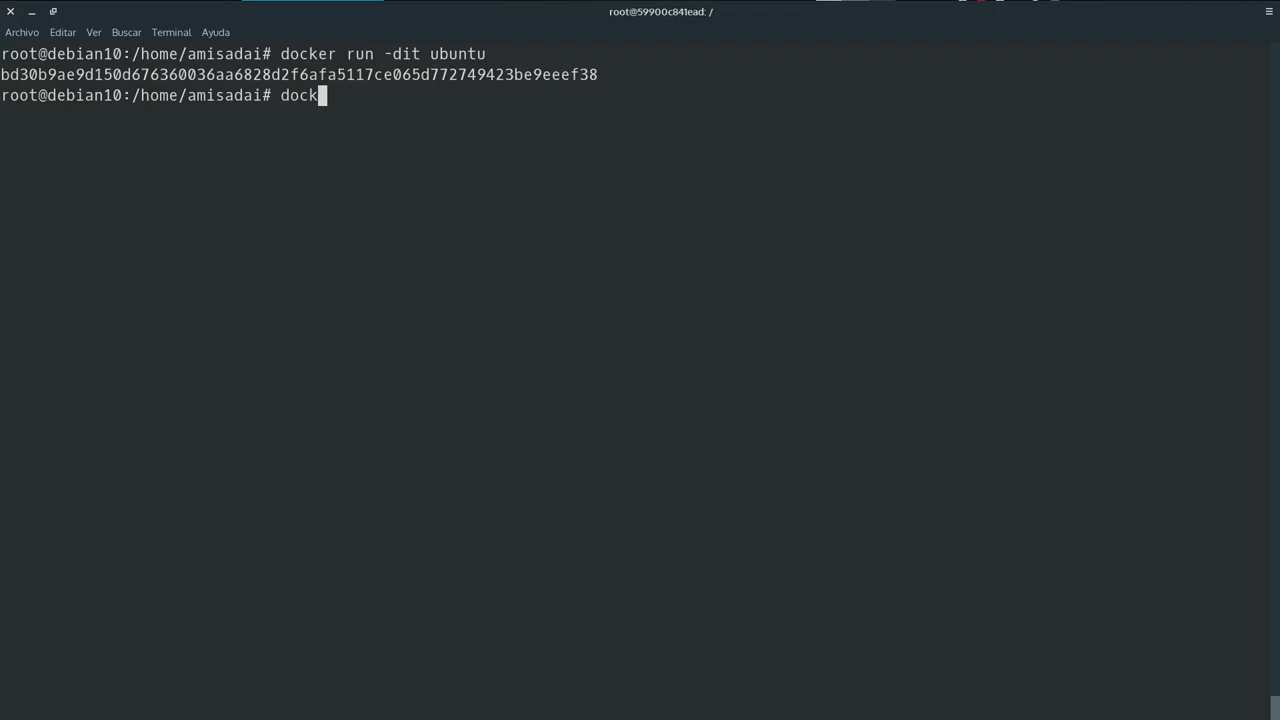 root@59900c841ead: /
Archivo Editar Ver Buscar Terminal Ayuda
root@debian10:/home/amisadai# docker run -dit ubuntu
bd30b9ae9d150d676360036aa6828d2f6afa5117ce065d772749423be9eeef38
root@debian10:/home/amisadai# dock